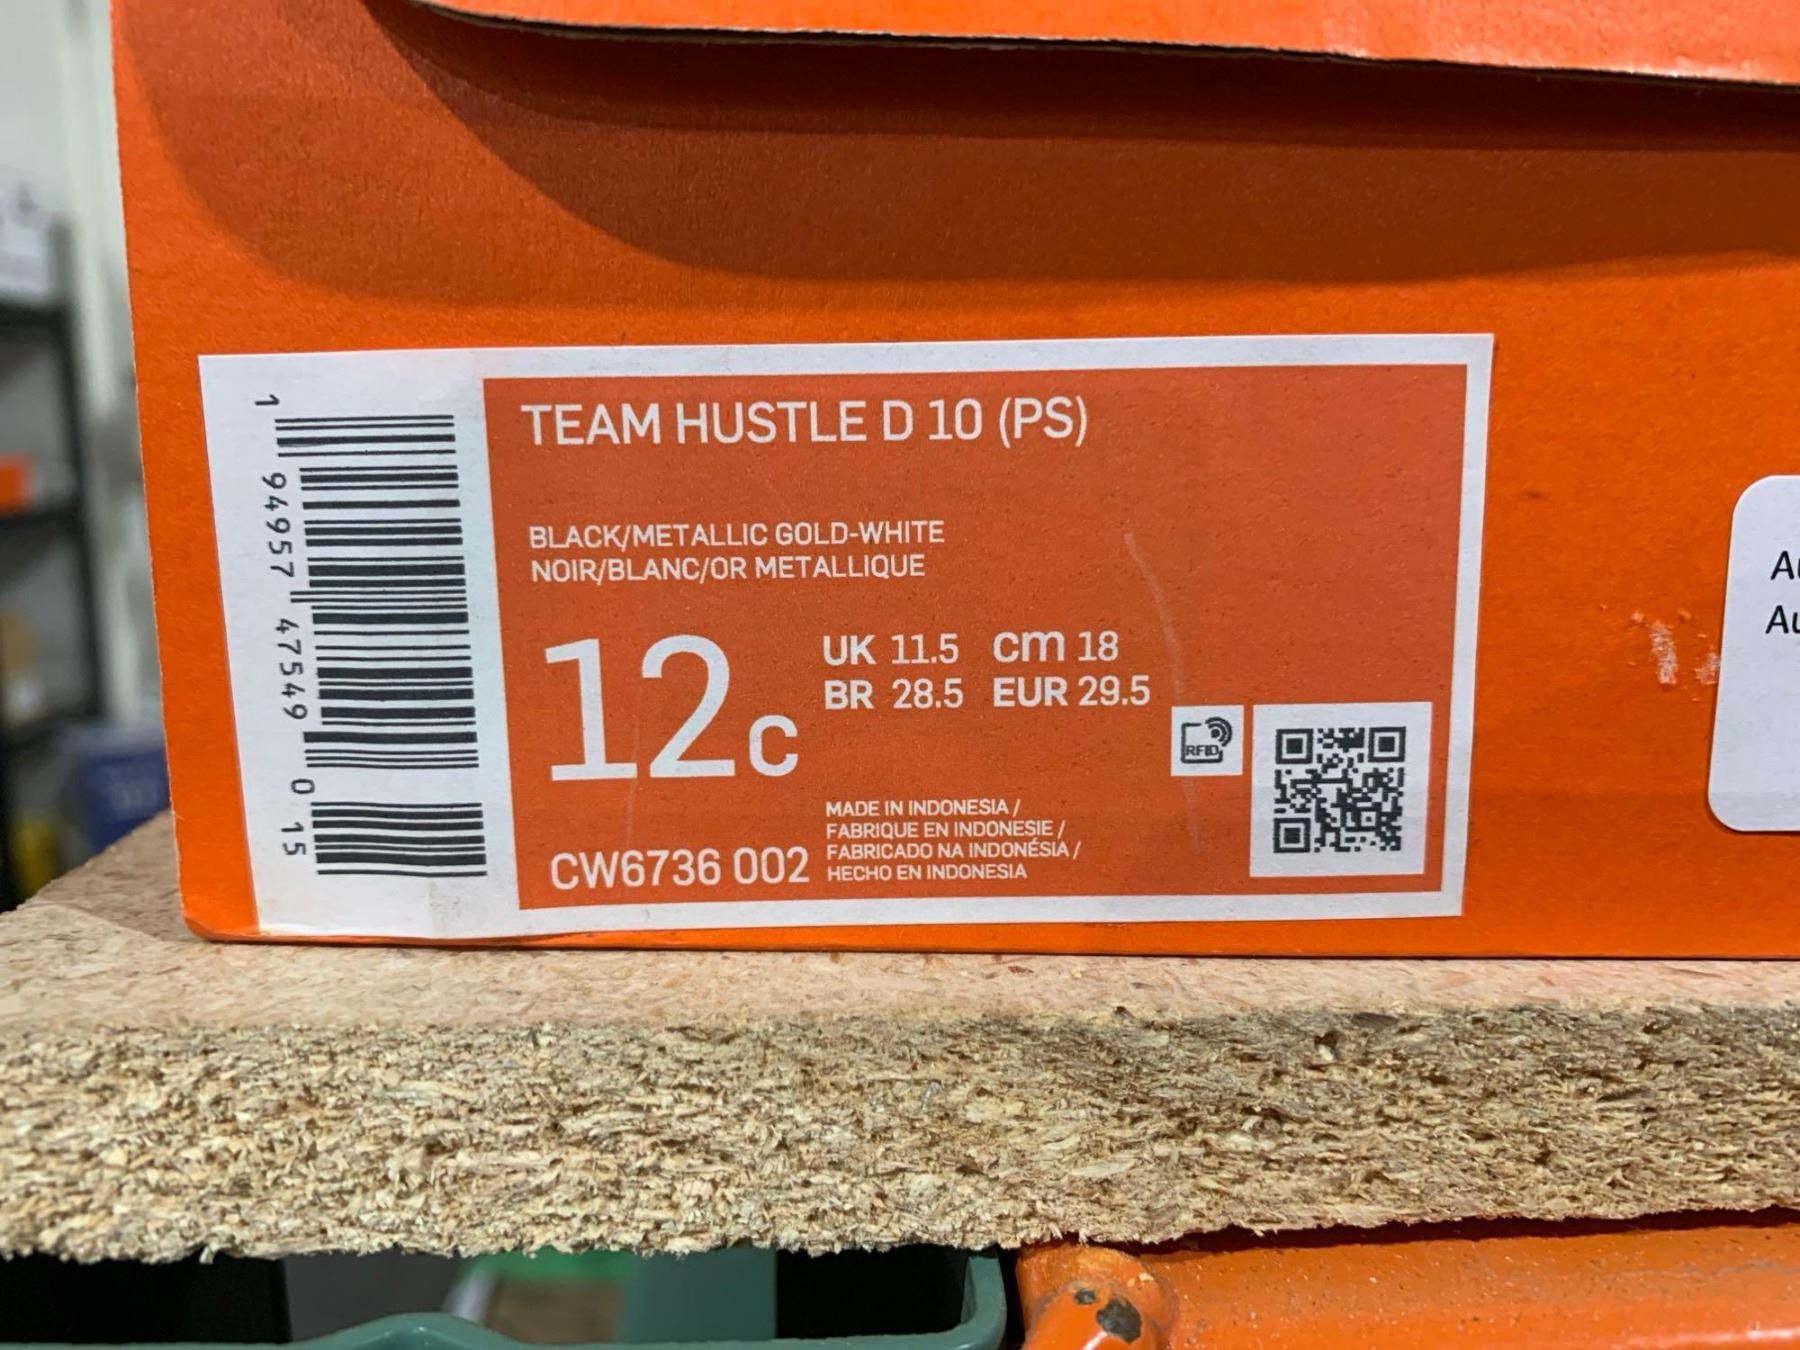 TEAM HUSTLE D 10 (PS)
BLACK/METALLIC GOLD-WHITE
NOIR/BLANC/OR METALLIQUE
12c
UK 11.5 cm 18
BR 28.5 EUR 29.5
RFID
MADE IN INDONESIA /
FABRIQUE EN INDONESIE /
FABRICADO NA INDONÉSIA /
HECHO EN INDONESIA
CW6736 002
1 94957 47549 0 15